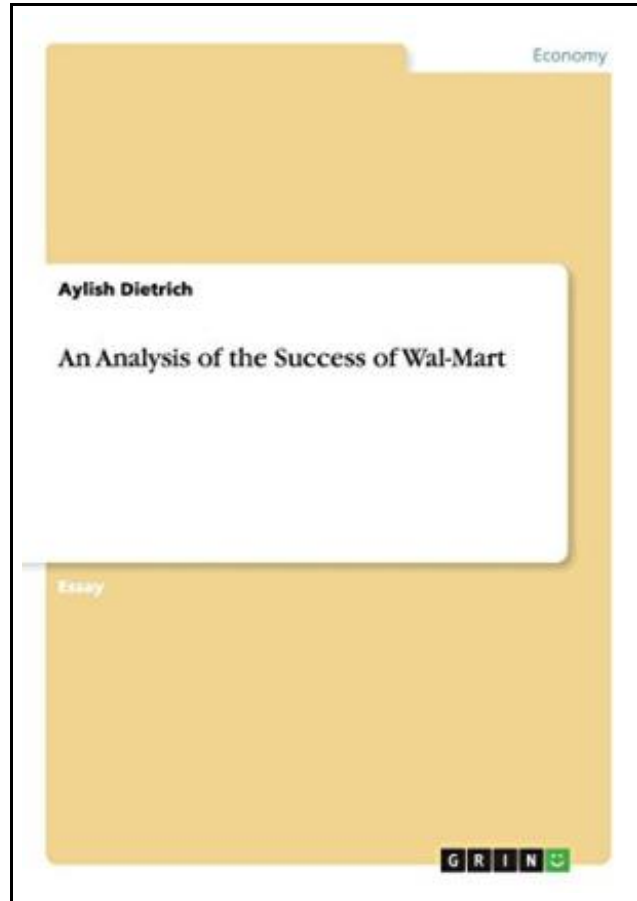 Economy
Aylish Dietrich
An Analysis of the Success of Wal-Mart
Essay
GRIN